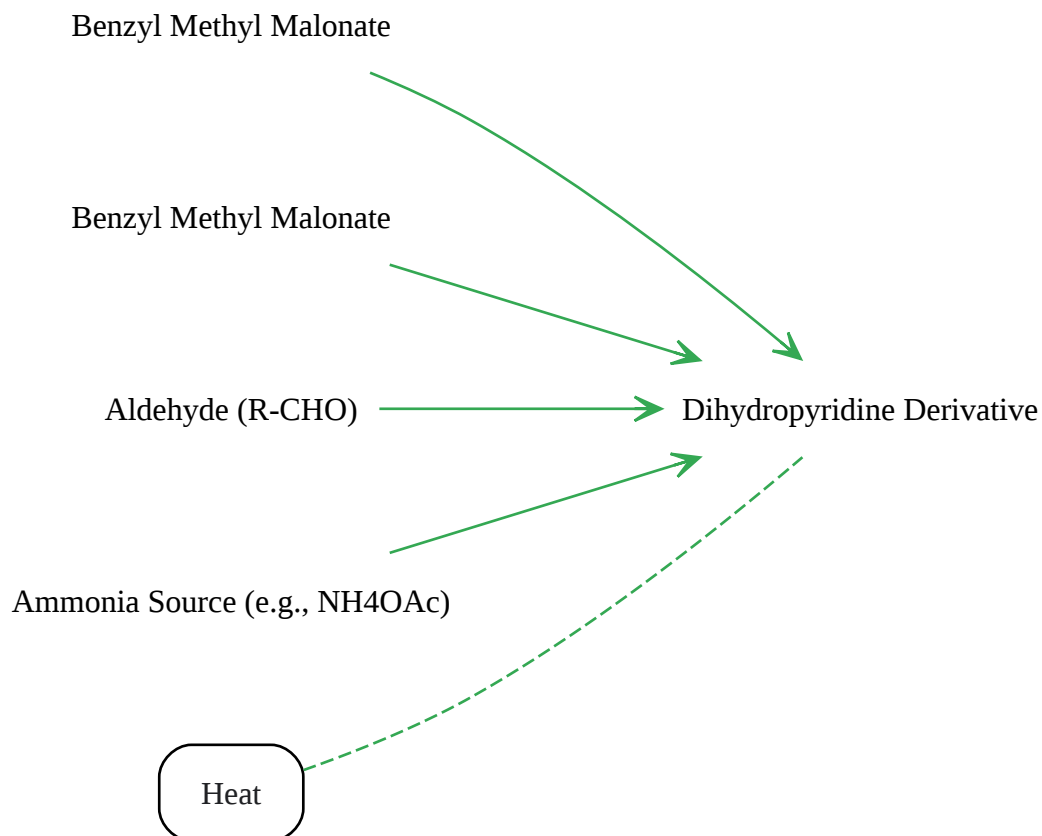 Benzyl Methyl Malonate
Benzyl Methyl Malonate
Aldehyde (R-CHO)
Dihydropyridine Derivative
Ammonia Source (e.g., NH4OAc)
Heat